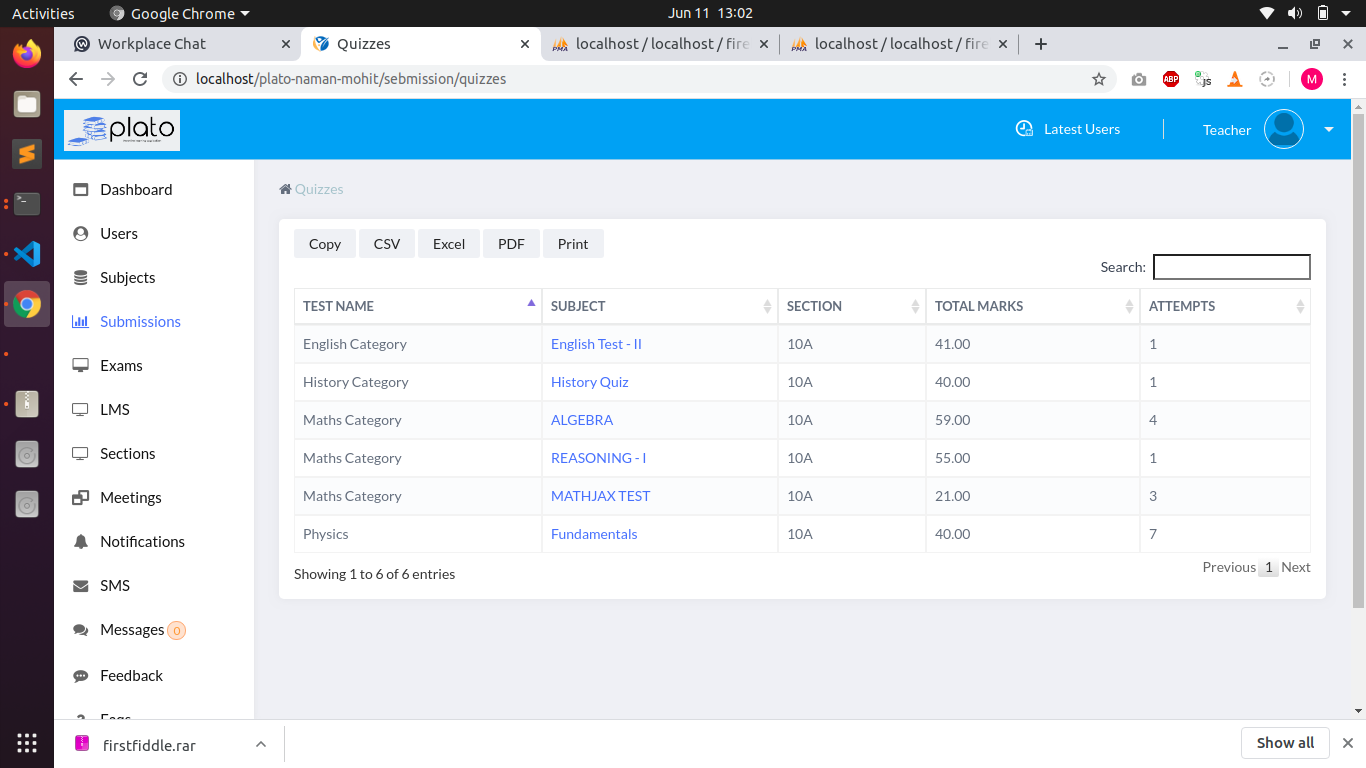 Activities Google Chrome Jun 11 13:02
Workplace Chat Quizzes localhost / localhost / fire localhost / localhost / fire
localhost/plato-naman-mohit/sebmission/quizzes ABP JS M
plato Latest Users Teacher
Dashboard
Users
Subjects
Submissions
Exams
LMS
Sections
Meetings
Notifications
SMS
Messages 0
Feedback
Faqs
Quizzes
Copy CSV Excel PDF Print
Search:
TEST NAME SUBJECT SECTION TOTAL MARKS ATTEMPTS
English Category English Test - II 10A 41.00 1
History Category History Quiz 10A 40.00 1
Maths Category ALGEBRA 10A 59.00 4
Maths Category REASONING - I 10A 55.00 1
Maths Category MATHJAX TEST 10A 21.00 3
Physics Fundamentals 10A 40.00 7
Showing 1 to 6 of 6 entries Previous 1 Next
firstfiddle.rar Show all